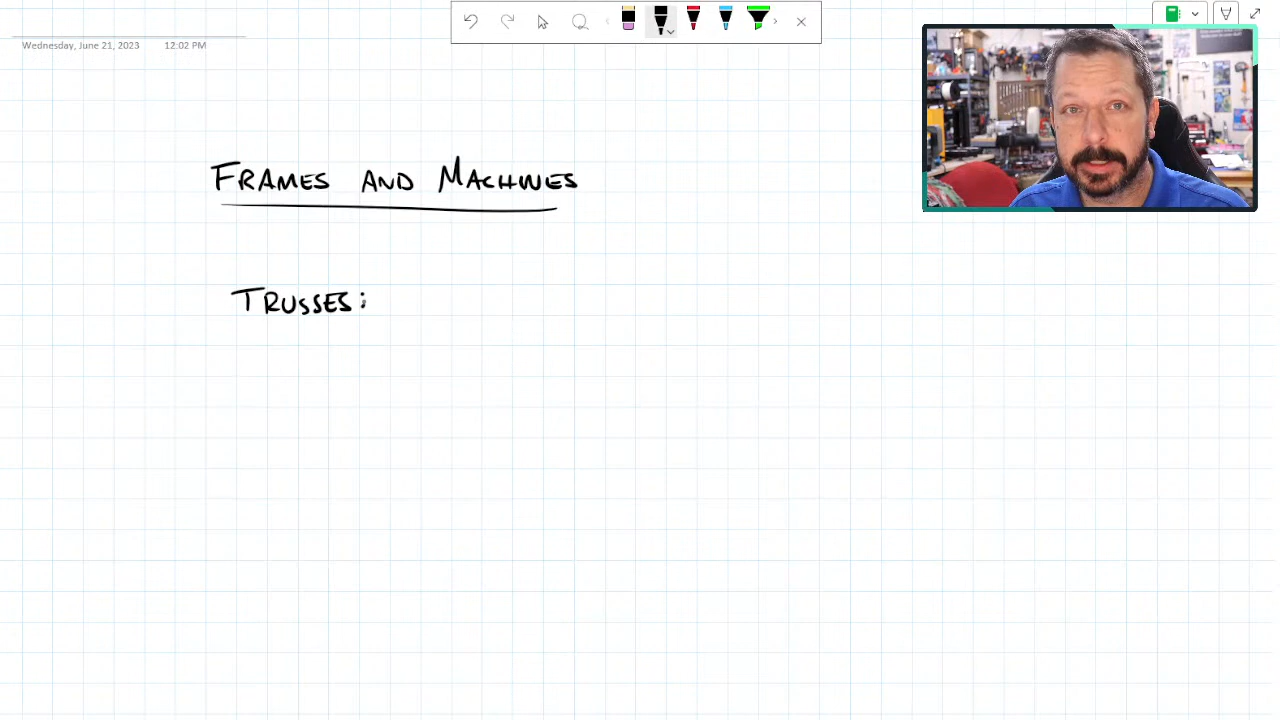 Wednesday, June 21, 2023 12:02 PM
FRAMES AND MACHINES
TRUSSES: